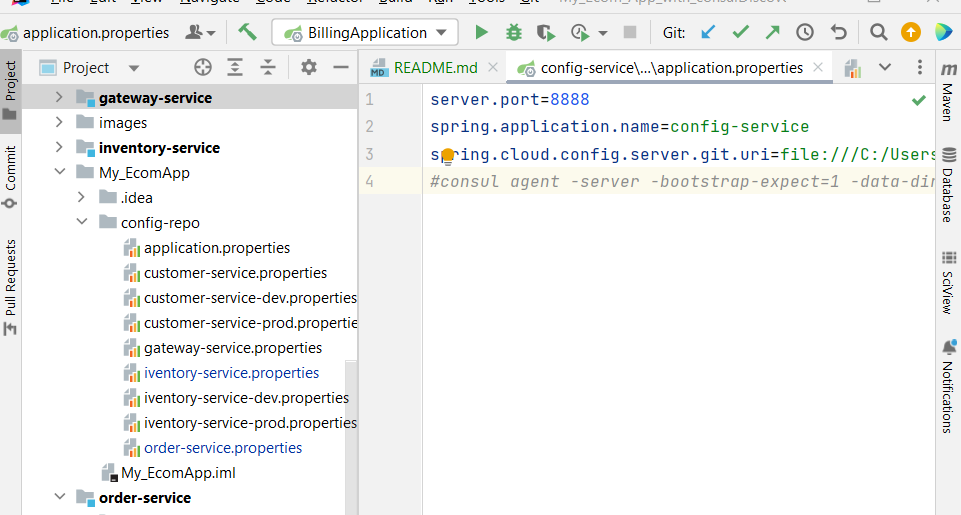 application.properties
BillingApplication
Git:
Project
README.md
config-service\...\application.properties
Project
Commit
Pull Requests
gateway-service
images
inventory-service
My_EcomApp
.idea
config-repo
application.properties
customer-service.properties
customer-service-dev.properties
customer-service-prod.propertie
gateway-service.properties
iventory-service.properties
iventory-service-dev.properties
iventory-service-prod.properties
order-service.properties
My_EcomApp.iml
order-service
1 server.port=8888
2 spring.application.name=config-service
3 spring.cloud.config.server.git.uri=file:///C:/Users
4 #consul agent -server -bootstrap-expect=1 -data-dir
Maven
Database
SciView
Notifications